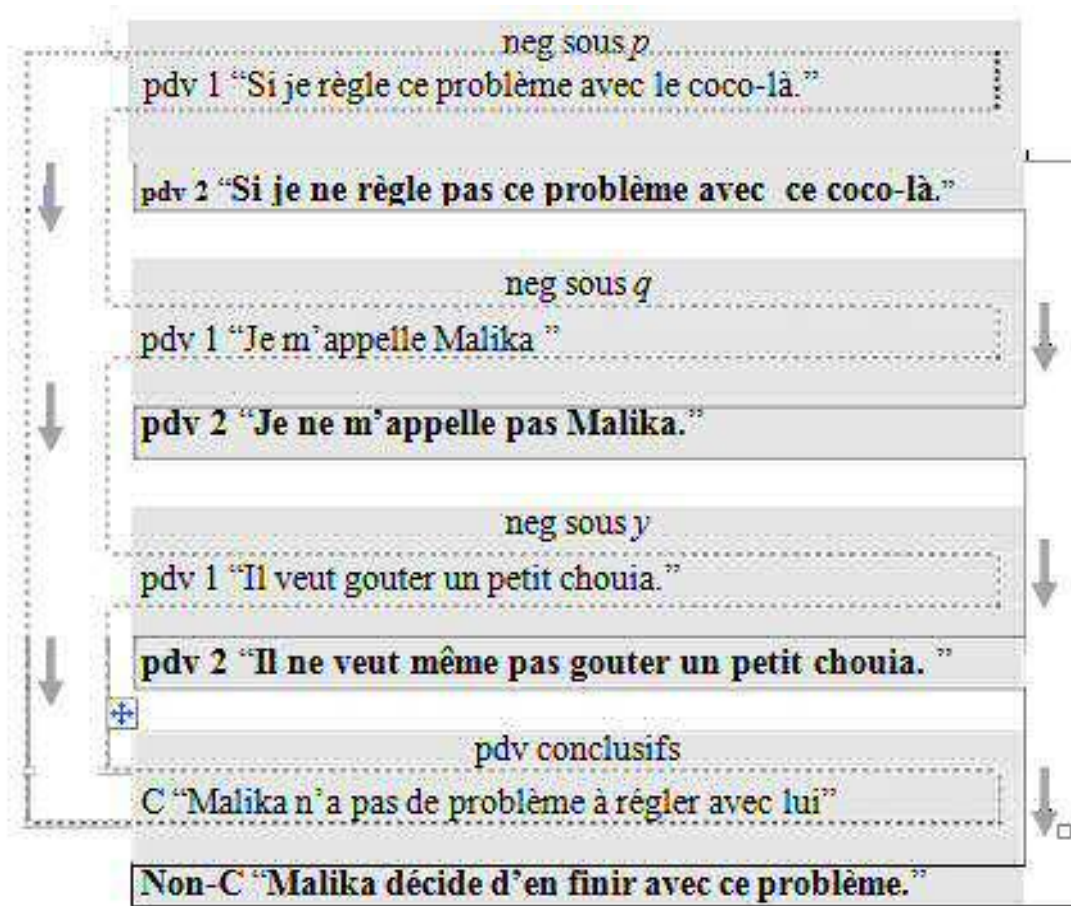 neg sous p
pdv 1 “Si je règle ce problème avec le coco-là.”
pdv 2 “Si je ne règle pas ce problème avec ce coco-là.”
neg sous q
pdv 1 “Je m’appelle Malika ”
pdv 2 “Je ne m’appelle pas Malika.”
neg sous y
pdv 1 “Il veut gouter un petit chouia.”
pdv 2 “Il ne veut même pas gouter un petit chouia. ”
pdv conclusifs
C “Malika n’a pas de problème à régler avec lui”
Non-C “Malika décide d’en finir avec ce problème.”